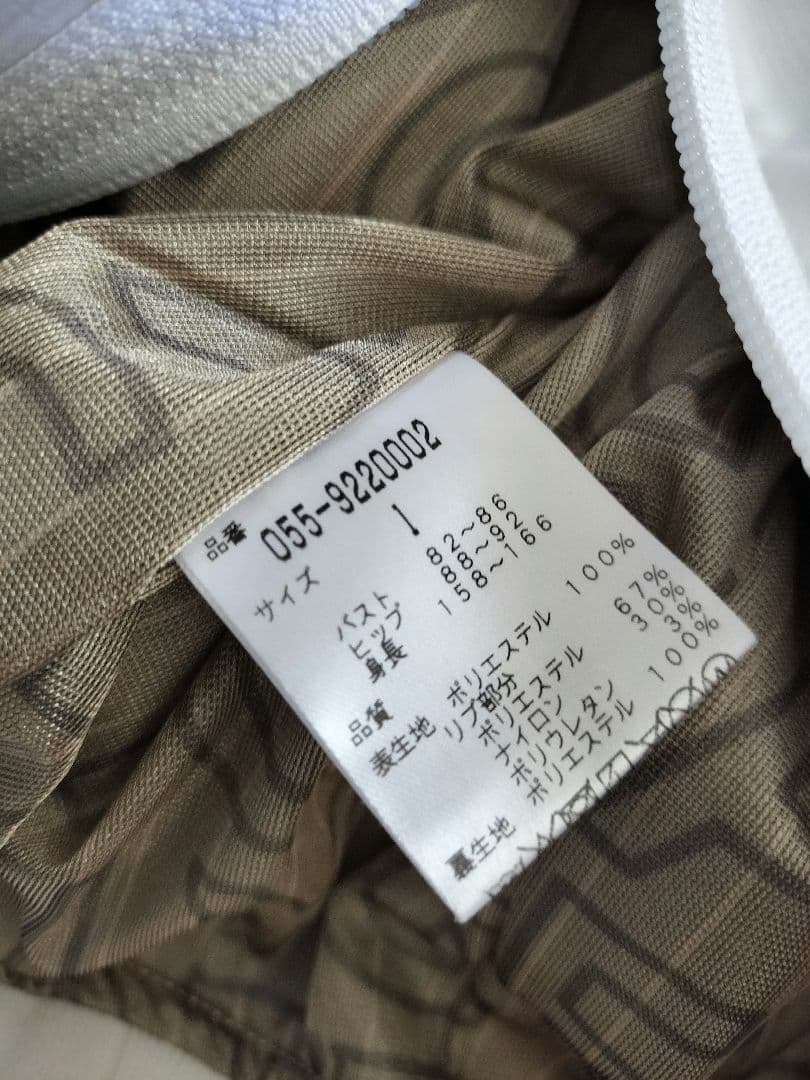 品番 055-9220002
サイズ 1
バスト 82~86
ヒップ 88~92
身長 158~166
品質
表生地 ポリエステル 100%
リブ部分
ポリエステル 67%
ナイロン 30%
ポリウレタン 3%
裏生地 ポリエステル 100%